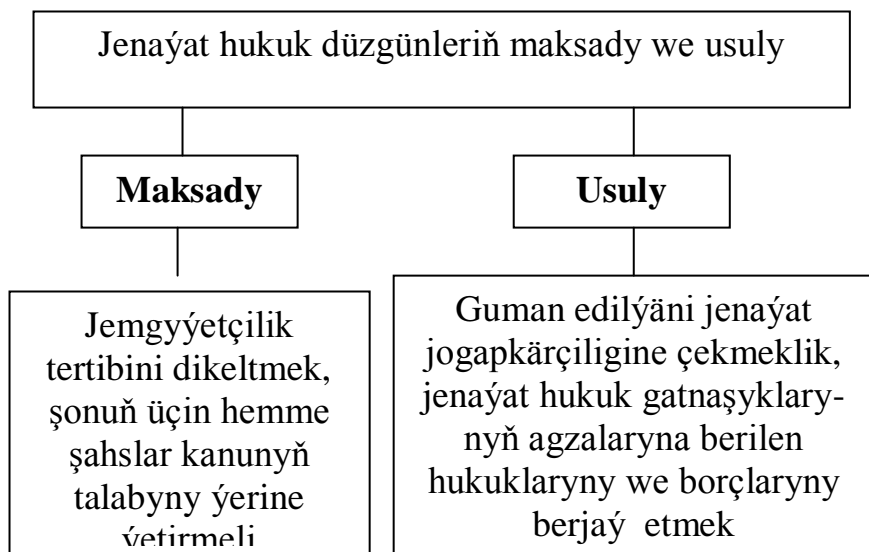 Jenaýat hukuk düzgünleriň maksady we usuly
Maksady
Usuly
Jemgyýetçilik
tertibini dikeltmek,
şonuň üçin hemme
şahslar kanunyň
talabyny ýerine
ýetirmeli
Guman edilýäni jenaýat
jogapkärçiligine çekmeklik,
jenaýat hukuk gatnaşyklary-
nyň agzalaryna berilen
hukuklaryny we borçlaryny
berjaý etmek